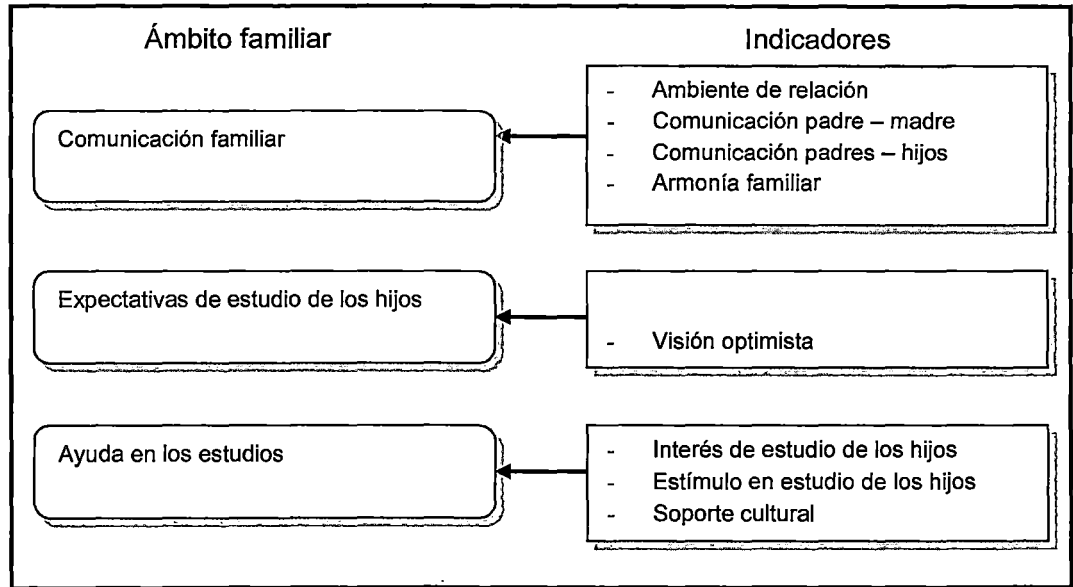 Ámbito familiar
Indicadores
Comunicación familiar
- Ambiente de relación
- Comunicación padre – madre
- Comunicación padres – hijos
- Armonía familiar
Expectativas de estudio de los hijos
- Visión optimista
Ayuda en los estudios
- Interés de estudio de los hijos
- Estímulo en estudio de los hijos
- Soporte cultural